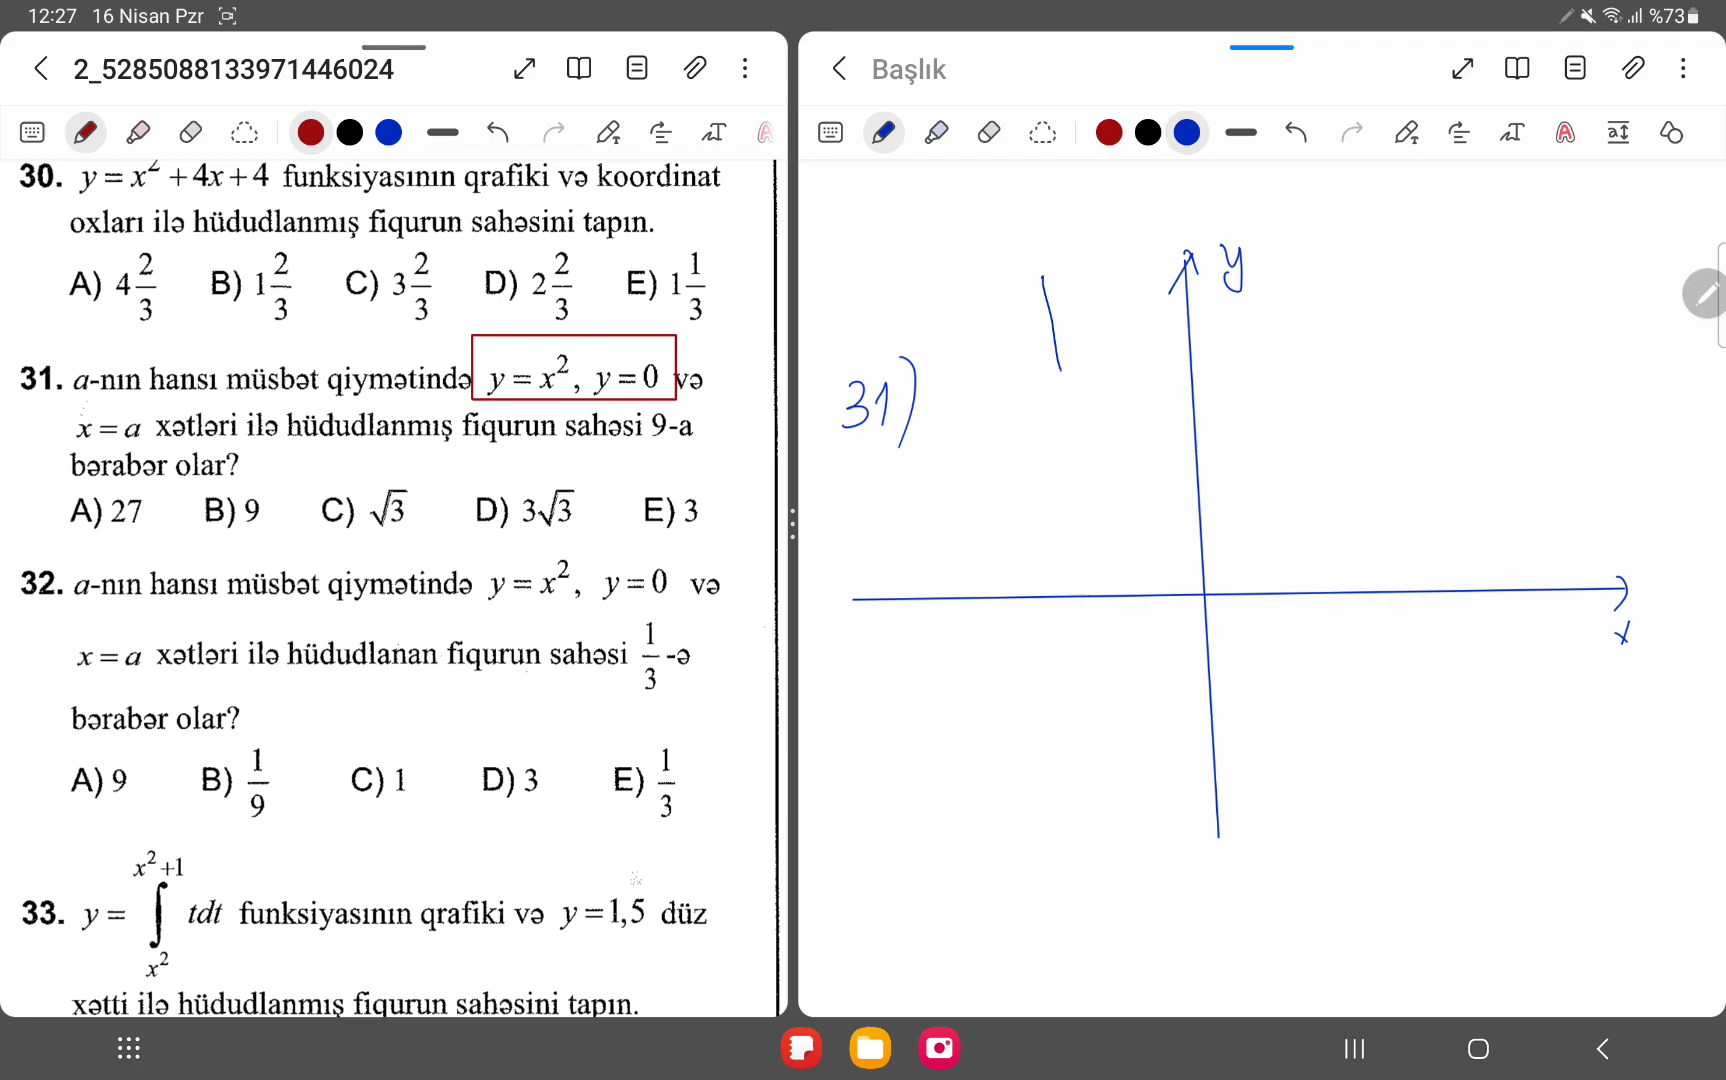 12:27 16 Nisan Pzr %73
2_5285088133971446024
Başlık
30. y = x² + 4x + 4 funksiyasının qrafiki və koordinat
oxları ilə hüdudlanmış fiqurun sahəsini tapın.
A) 4 2/3 B) 1 2/3 C) 3 2/3 D) 2 2/3 E) 1 1/3
31. a-nın hansı müsbət qiymətində y = x², y = 0 və
x = a xətləri ilə hüdudlanmış fiqurun sahəsi 9-a
bərabər olar?
A) 27 B) 9 C) √3 D) 3√3 E) 3
32. a-nın hansı müsbət qiymətində y = x², y = 0 və
x = a xətləri ilə hüdudlanan fiqurun sahəsi 1/3 -ə
bərabər olar?
A) 9 B) 1/9 C) 1 D) 3 E) 1/3
33. y = ∫_{x²}^{x²+1} tdt funksiyasının qrafiki və y = 1,5 düz
xətti ilə hüdudlanmış fiqurun sahəsini tapın.
y
31)
x